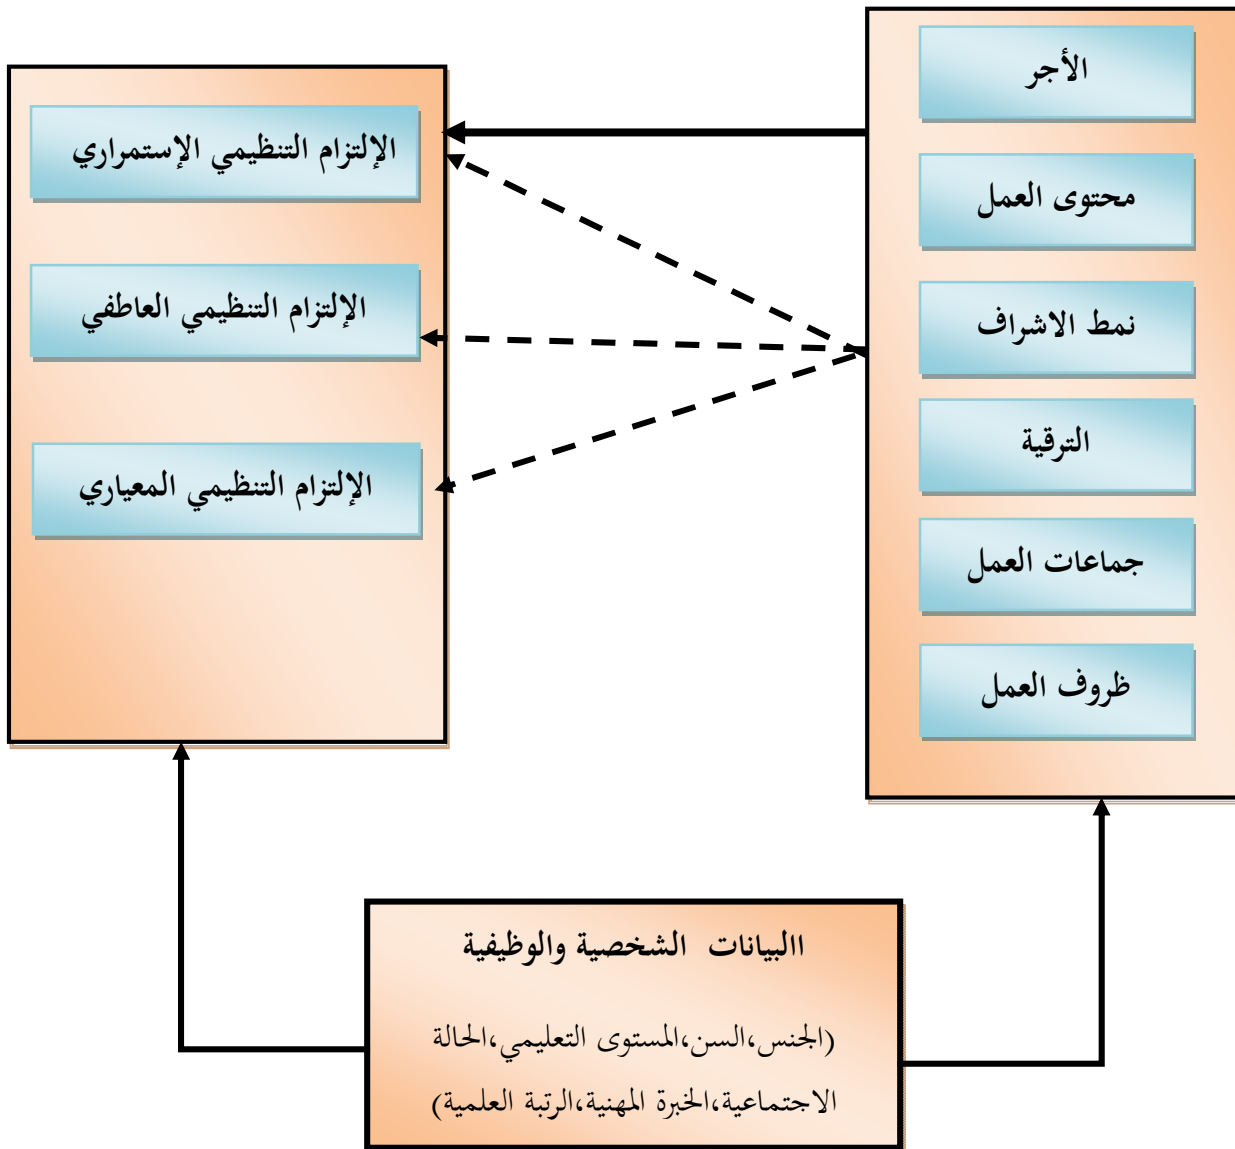 الأجر
محتوى العمل
نمط الاشراف
الترقية
جماعات العمل
ظروف العمل
الإلتزام التنظيمي الإستمراري
الإلتزام التنظيمي العاطفي
الإلتزام التنظيمي المعياري
االبيانات الشخصية والوظيفية
(الجنس،السن،المستوى التعليمي،الحالة
الاجتماعية،الخبرة المهنية،الرتبة العلمية)